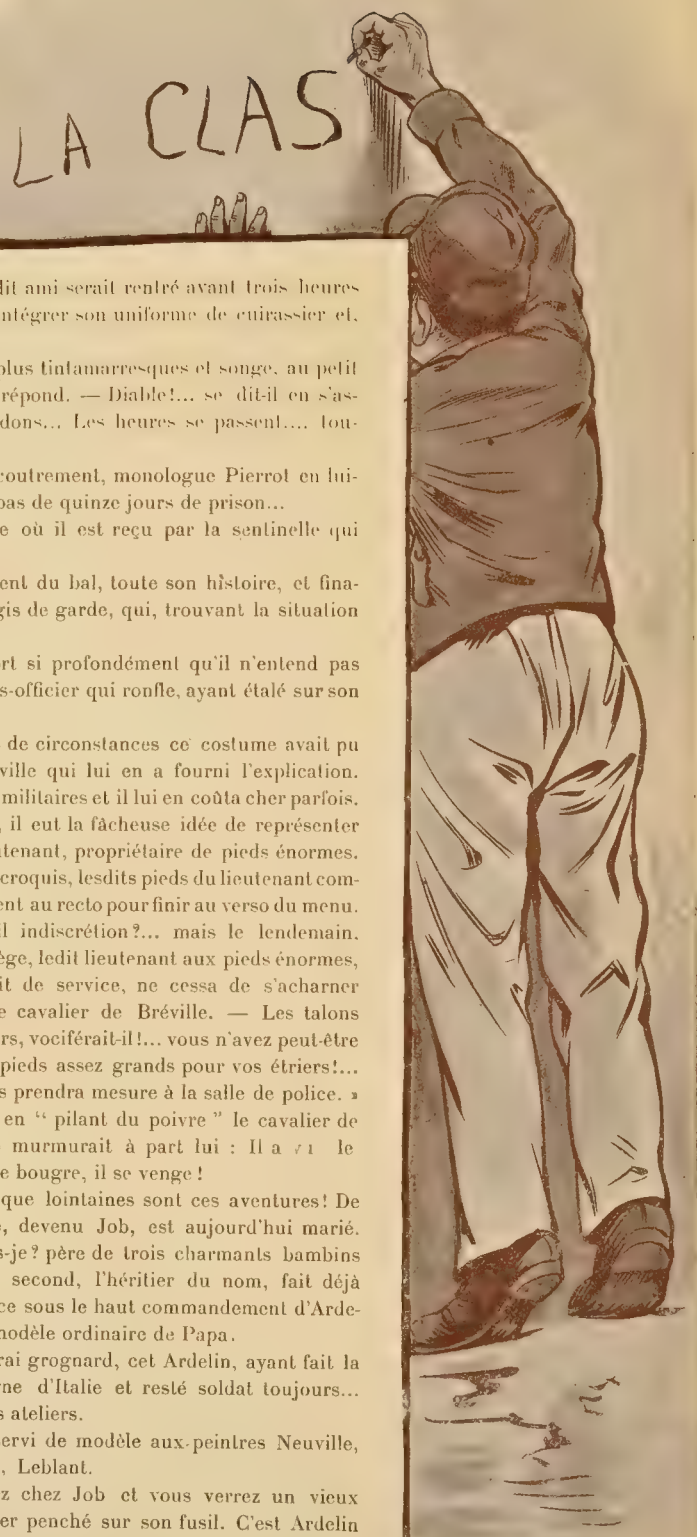 LA CLAS
dit ami serait rentré avant trois heures
ntégrer son uniforme de cuirassier et,
plus tintamarresques et songe, au petit
répond. — Diable!... se dit-il en s'as-
dons... Les heures se passent.... tou-
coutrement, monologue Pierrot en lui-
pas de quinze jours de prison...
e où il est reçu par la sentinelle qui
ent du bal, toute son histoire, et fina-
gis de garde, qui, trouvant la situation
rt si profondément qu'il n'entend pas
s-officier qui ronfle, ayant étalé sur son
de circonstances ce costume avait pu
ville qui lui en a fourni l'explication.
militaires et il lui en coûta cher parfois.
, il eut la fâcheuse idée de représenter
utenant, propriétaire de pieds énormes.
croquis, lesdits pieds du lieutenant com-
ent au recto pour finir au verso du menu.
il indiscrétion?... mais le lendemain,
ège, ledit lieutenant aux pieds énormes,
it de service, ne cessa de s'acharner
e cavalier de Bréville. — Les talons
rs, vociférait-il!... vous n'avez peut-être
pieds assez grands pour vos étriers!...
s prendra mesure à la salle de police. »
en “ pilant du poivre ” le cavalier de
murmurait à part lui : Il a le
e bougre, il se venge !
que lointaines sont ces aventures! De
e, devenu Job, est aujourd'hui marié.
s-je? père de trois charmants bambins
second, l'héritier du nom, fait déjà
ce sous le haut commandement d'Arde-
modèle ordinaire de Papa.
rai grognard, cet Ardelin, ayant fait la
gne d'Italie et resté soldat toujours...
s ateliers.
ervi de modèle aux peintres Neuville,
, Leblant.
z chez Job et vous verrez un vieux
er penché sur son fusil. C'est Ardelin